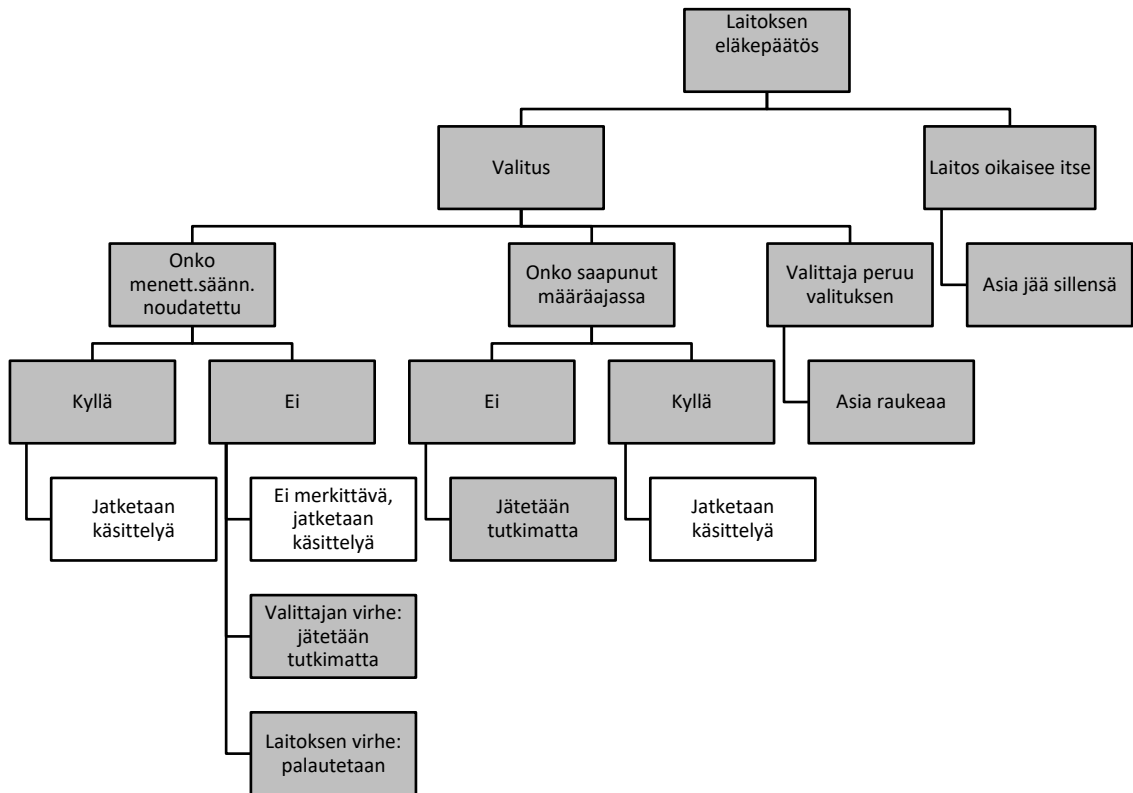 Laitoksen
eläkepäätös
Valitus
Laitos oikaisee itse
Onko
menett.säänn.
noudatettu
Onko saapunut
määräajassa
Valittaja peruu
valituksen
Asia jää sillensä
Kyllä
Ei
Ei
Kyllä
Asia raukeaa
Jatketaan
käsittelyä
Ei merkittävä,
jatketaan
käsittelyä
Jätetään
tutkimatta
Jatketaan
käsittelyä
Valittajan virhe:
jätetään
tutkimatta
Laitoksen virhe:
palautetaan